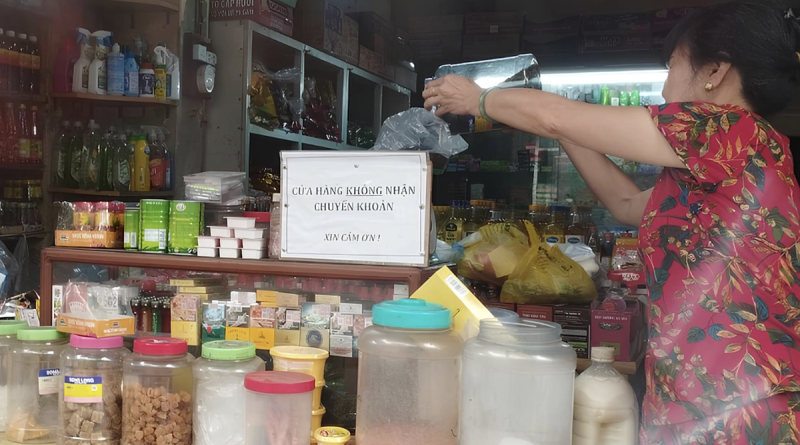 CỬA HÀNG KHÔNG NHẬN
CHUYỂN KHOẢN
XIN CẢM ƠN !